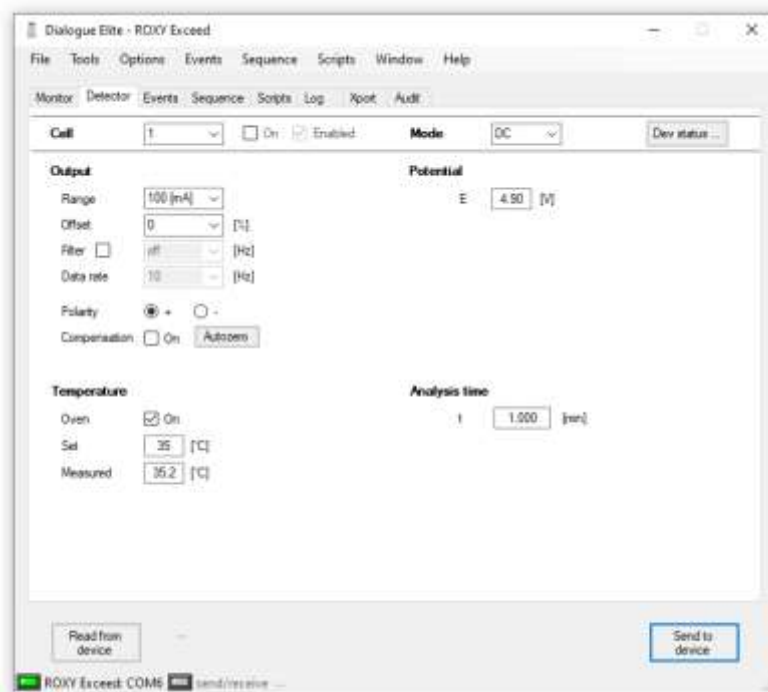 Dialogue Elite - ROXY Exceed
File Tools Options Events Sequence Scripts Window Help
Monitor Detector Events Sequence Scripts Log Xport Audit
Cell 1 On Enabled Mode DC Dev status ...
Output Potential
Range 100 [mA] E 4.90 [V]
Offset 0 [%]
Filter off [Hz]
Data rate 10 [Hz]
Polarity + -
Compensation On Autozero
Temperature Analysis time
Oven On t 1.000 [min]
Set 35 [°C]
Measured 35.2 [°C]
Read from device -- Send to device
ROXY Exceed: COM6 send/receive ...